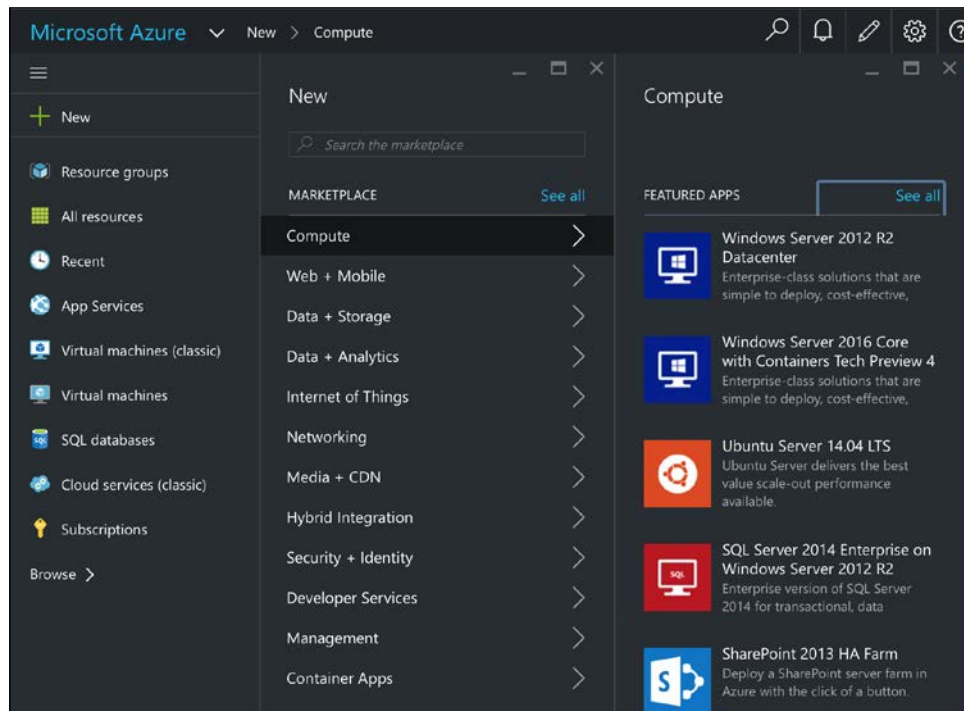 Microsoft Azure New > Compute
New
Resource groups
All resources
Recent
App Services
Virtual machines (classic)
Virtual machines
SQL databases
Cloud services (classic)
Subscriptions
Browse >
New
Search the marketplace
MARKETPLACE See all
Compute
Web + Mobile
Data + Storage
Data + Analytics
Internet of Things
Networking
Media + CDN
Hybrid Integration
Security + Identity
Developer Services
Management
Container Apps
Compute
FEATURED APPS See all
Windows Server 2012 R2
Datacenter
Enterprise-class solutions that are
simple to deploy, cost-effective,
Windows Server 2016 Core
with Containers Tech Preview 4
Enterprise-class solutions that are
simple to deploy, cost-effective,
Ubuntu Server 14.04 LTS
Ubuntu Server delivers the best
value scale-out performance
available.
SQL Server 2014 Enterprise on
Windows Server 2012 R2
Enterprise version of SQL Server
2014 for transactional, data
SharePoint 2013 HA Farm
Deploy a SharePoint server farm in
Azure with the click of a button.